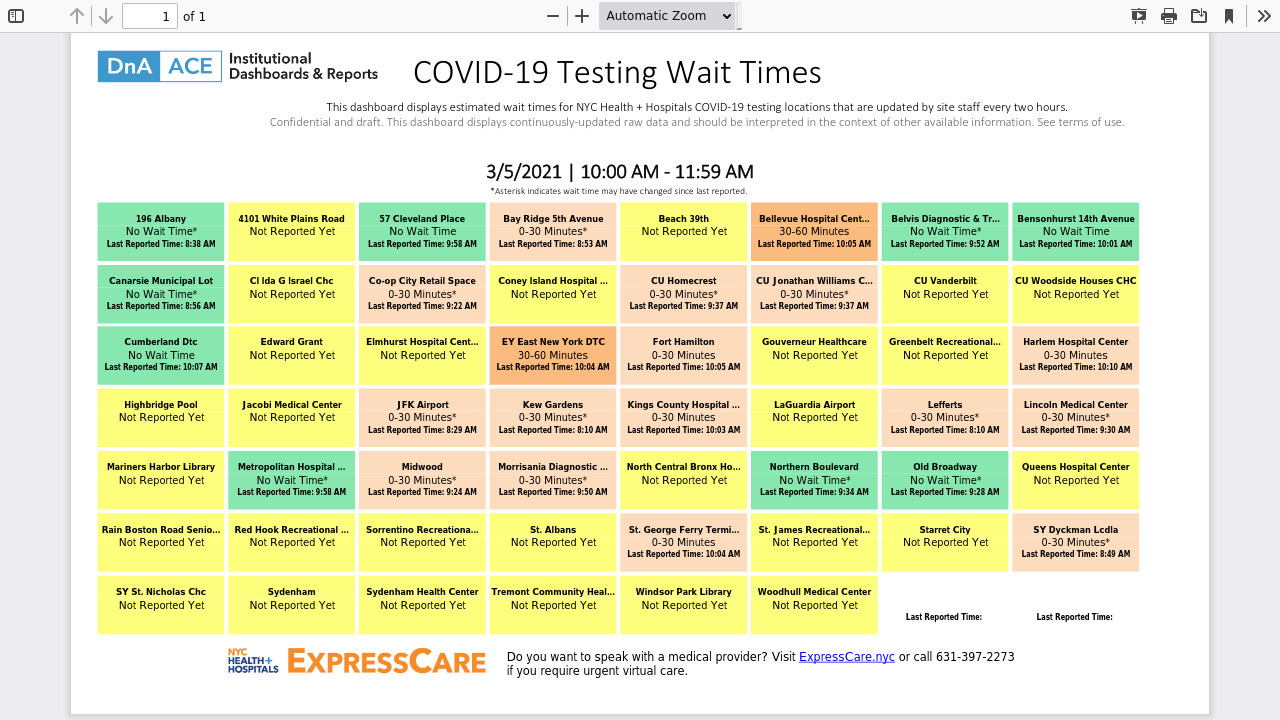 1 of 1
Automatic Zoom
DnA ACE Institutional
Dashboards & Reports
COVID-19 Testing Wait Times
This dashboard displays estimated wait times for NYC Health + Hospitals COVID-19 testing locations that are updated by site staff every two hours.
Confidential and draft. This dashboard displays continuously-updated raw data and should be interpreted in the context of other available information. See terms of use.
3/5/2021 | 10:00 AM - 11:59 AM
*Asterisk indicates wait time may have changed since last reported.
196 Albany
No Wait Time*
Last Reported Time: 8:38 AM
4101 White Plains Road
Not Reported Yet
57 Cleveland Place
No Wait Time
Last Reported Time: 9:58 AM
Bay Ridge 5th Avenue
0-30 Minutes*
Last Reported Time: 8:53 AM
Beach 39th
Not Reported Yet
Bellevue Hospital Cent...
30-60 Minutes
Last Reported Time: 10:05 AM
Belvis Diagnostic & Tr...
No Wait Time*
Last Reported Time: 9:52 AM
Bensonhurst 14th Avenue
No Wait Time
Last Reported Time: 10:01 AM
Canarsie Municipal Lot
No Wait Time*
Last Reported Time: 8:56 AM
CI Ida G Israel Chc
Not Reported Yet
Co-op City Retail Space
0-30 Minutes*
Last Reported Time: 9:22 AM
Coney Island Hospital ...
Not Reported Yet
CU Homecrest
0-30 Minutes*
Last Reported Time: 9:37 AM
CU Jonathan Williams C...
0-30 Minutes*
Last Reported Time: 9:37 AM
CU Vanderbilt
Not Reported Yet
CU Woodside Houses CHC
Not Reported Yet
Cumberland Dtc
No Wait Time
Last Reported Time: 10:07 AM
Edward Grant
Not Reported Yet
Elmhurst Hospital Cent...
Not Reported Yet
EY East New York DTC
30-60 Minutes
Last Reported Time: 10:04 AM
Fort Hamilton
0-30 Minutes
Last Reported Time: 10:05 AM
Gouverneur Healthcare
Not Reported Yet
Greenbelt Recreational...
Not Reported Yet
Harlem Hospital Center
0-30 Minutes
Last Reported Time: 10:10 AM
Highbridge Pool
Not Reported Yet
Jacobi Medical Center
Not Reported Yet
JFK Airport
0-30 Minutes*
Last Reported Time: 8:29 AM
Kew Gardens
0-30 Minutes*
Last Reported Time: 8:10 AM
Kings County Hospital ...
0-30 Minutes
Last Reported Time: 10:03 AM
LaGuardia Airport
Not Reported Yet
Lefferts
0-30 Minutes*
Last Reported Time: 8:10 AM
Lincoln Medical Center
0-30 Minutes*
Last Reported Time: 9:30 AM
Mariners Harbor Library
Not Reported Yet
Metropolitan Hospital ...
No Wait Time*
Last Reported Time: 9:58 AM
Midwood
0-30 Minutes*
Last Reported Time: 9:24 AM
Morrisania Diagnostic ...
0-30 Minutes*
Last Reported Time: 9:50 AM
North Central Bronx Ho...
Not Reported Yet
Northern Boulevard
No Wait Time*
Last Reported Time: 9:34 AM
Old Broadway
No Wait Time*
Last Reported Time: 9:28 AM
Queens Hospital Center
Not Reported Yet
Rain Boston Road Senio...
Not Reported Yet
Red Hook Recreational ...
Not Reported Yet
Sorrentino Recreationa...
Not Reported Yet
St. Albans
Not Reported Yet
St. George Ferry Termi...
0-30 Minutes
Last Reported Time: 10:04 AM
St. James Recreational...
Not Reported Yet
Starret City
Not Reported Yet
SY Dyckman Lcdla
0-30 Minutes*
Last Reported Time: 8:49 AM
SY St. Nicholas Chc
Not Reported Yet
Sydenham
Not Reported Yet
Sydenham Health Center
Not Reported Yet
Tremont Community Heal...
Not Reported Yet
Windsor Park Library
Not Reported Yet
Woodhull Medical Center
Not Reported Yet
Last Reported Time:
Last Reported Time:
NYC
HEALTH+
HOSPITALS
EXPRESSCARE
Do you want to speak with a medical provider? Visit ExpressCare.nyc or call 631-397-2273
if you require urgent virtual care.